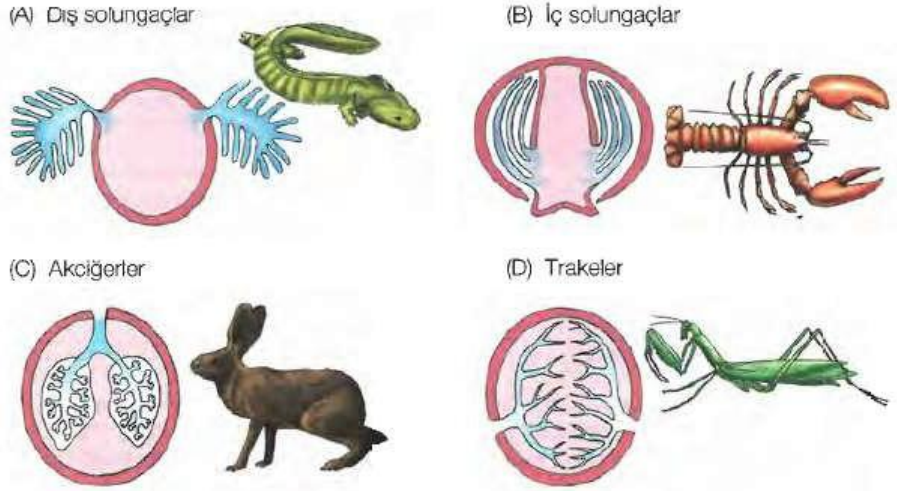 (A) Dış solungaçlar
(B) İç solungaçlar
(C) Akciğerler
(D) Trakeler